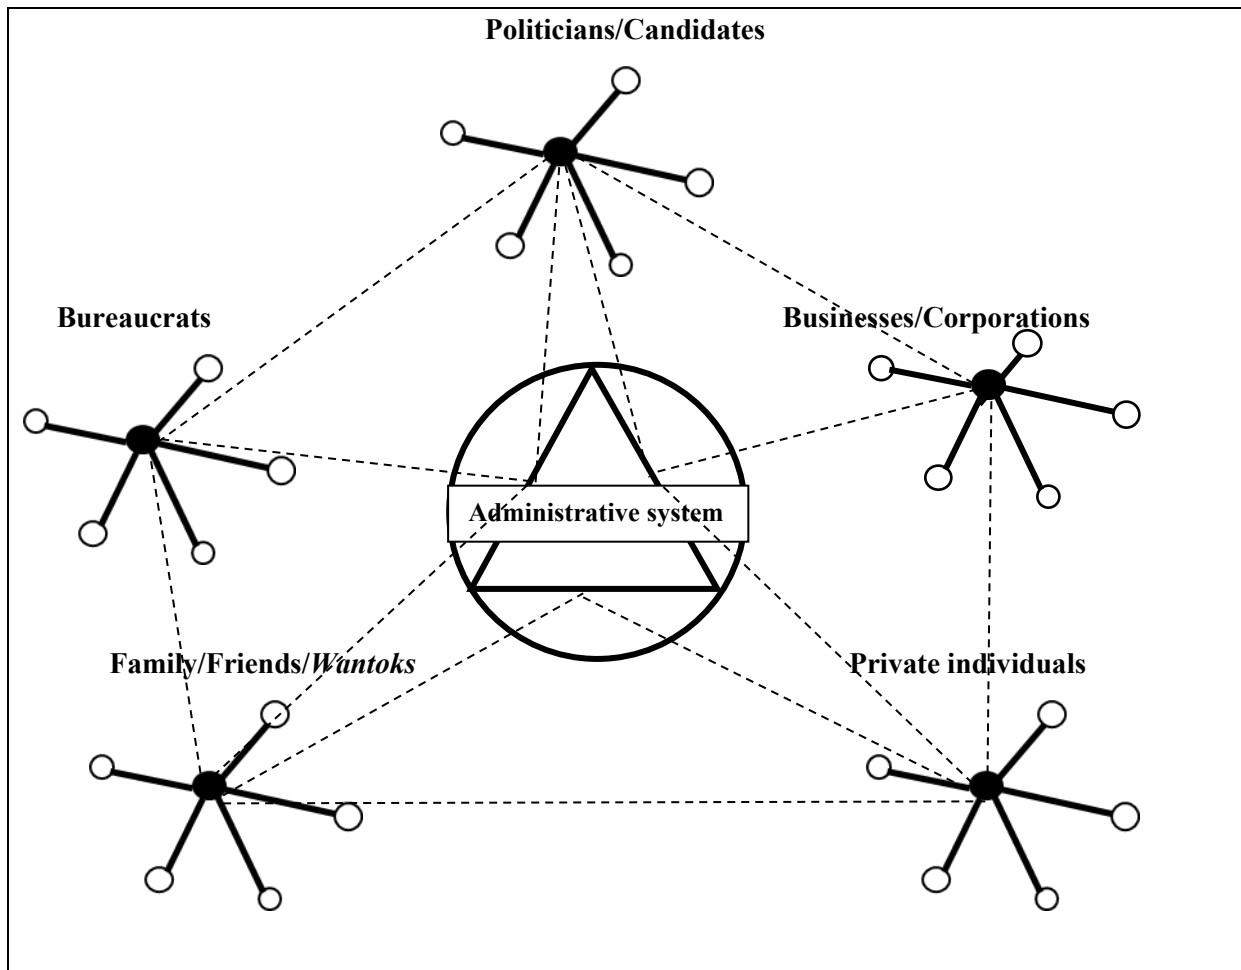 Politicians/Candidates
Bureaucrats
Businesses/Corporations
Administrative system
Family/Friends/Wantoks
Private individuals